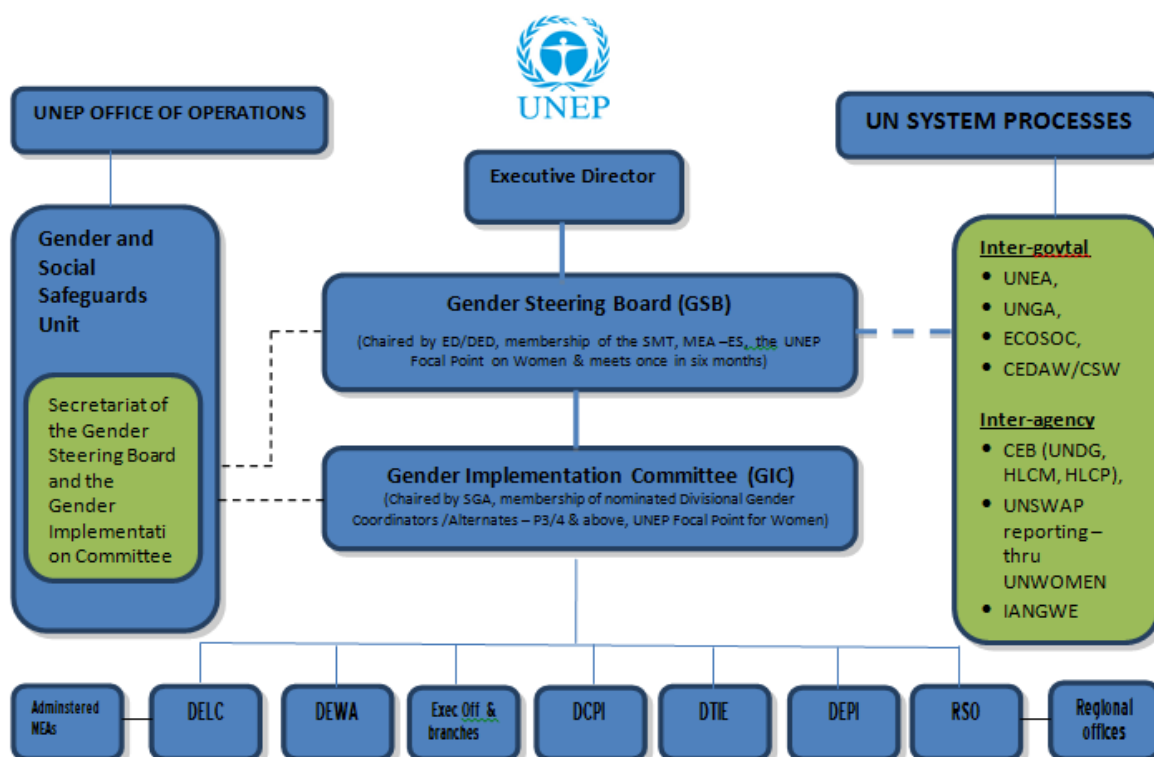 UNEP
UNEP OFFICE OF OPERATIONS
UN SYSTEM PROCESSES
Executive Director
Gender and
Social
Safeguards
Unit
Secretariat of
the Gender
Steering Board
and the
Gender
Implementati
on Committee
Gender Steering Board (GSB)
(Chaired by ED/DED, membership of the SMT, MEA –ES, the UNEP
Focal Point on Women & meets once in six months)
Gender Implementation Committee (GIC)
(Chaired by SGA, membership of nominated Divisional Gender
Coordinators /Alternates – P3/4 & above, UNEP Focal Point for Women)
Inter-govtal
• UNEA,
• UNGA,
• ECOSOC,
• CEDAW/CSW
Inter-agency
• CEB (UNDG,
HLCM, HLCP),
• UNSWAP
reporting –
thru
UNWOMEN
• IANGWE
Adminstered
MEAs
DELC
DEWA
Exec Off &
branches
DCPI
DTIE
DEPI
RSO
Regional
offices